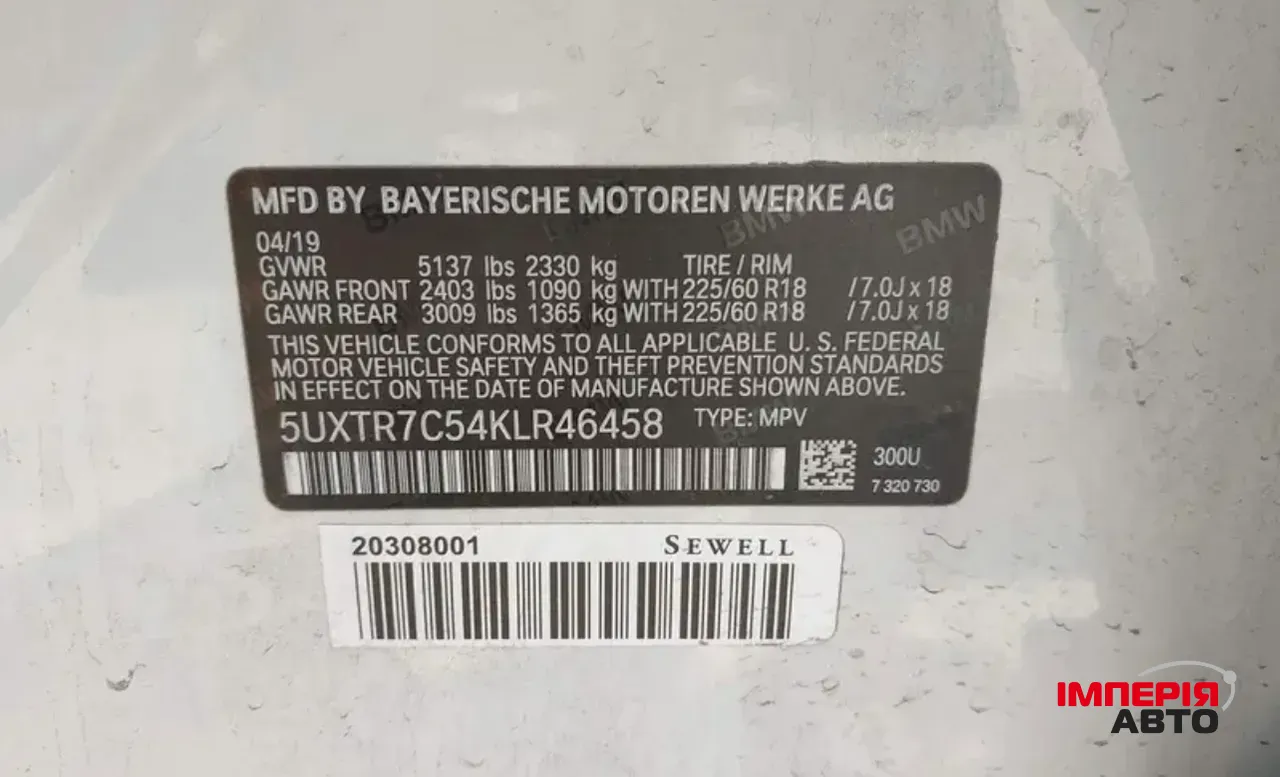 MFD BY BAYERISCHE MOTOREN WERKE AG
04/19
GVWR 5137 lbs 2330 kg TIRE / RIM
GAWR FRONT 2403 lbs 1090 kg WITH 225/60 R18 / 7.0J x 18
GAWR REAR 3009 lbs 1365 kg WITH 225/60 R18 / 7.0J x 18
THIS VEHICLE CONFORMS TO ALL APPLICABLE U. S. FEDERAL
MOTOR VEHICLE SAFETY AND THEFT PREVENTION STANDARDS
IN EFFECT ON THE DATE OF MANUFACTURE SHOWN ABOVE.
5UXTR7C54KLR46458 TYPE: MPV
300U
7 320 730
BMW
BMW
20308001 SEWELL
ІМПЕРІЯ
АВТО